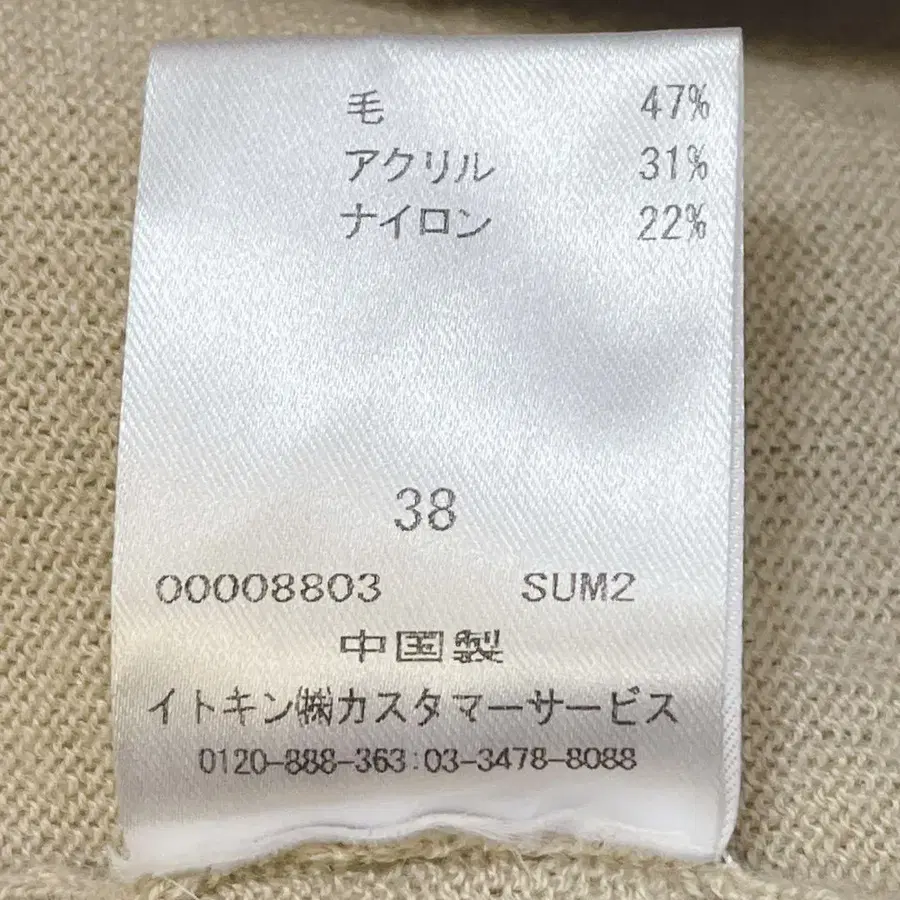 毛 47%
アクリル 31%
ナイロン 22%
38
00008803 SUM2
中国製
イトキン㈱カスタマーサービス
0120-888-363:03-3478-8088